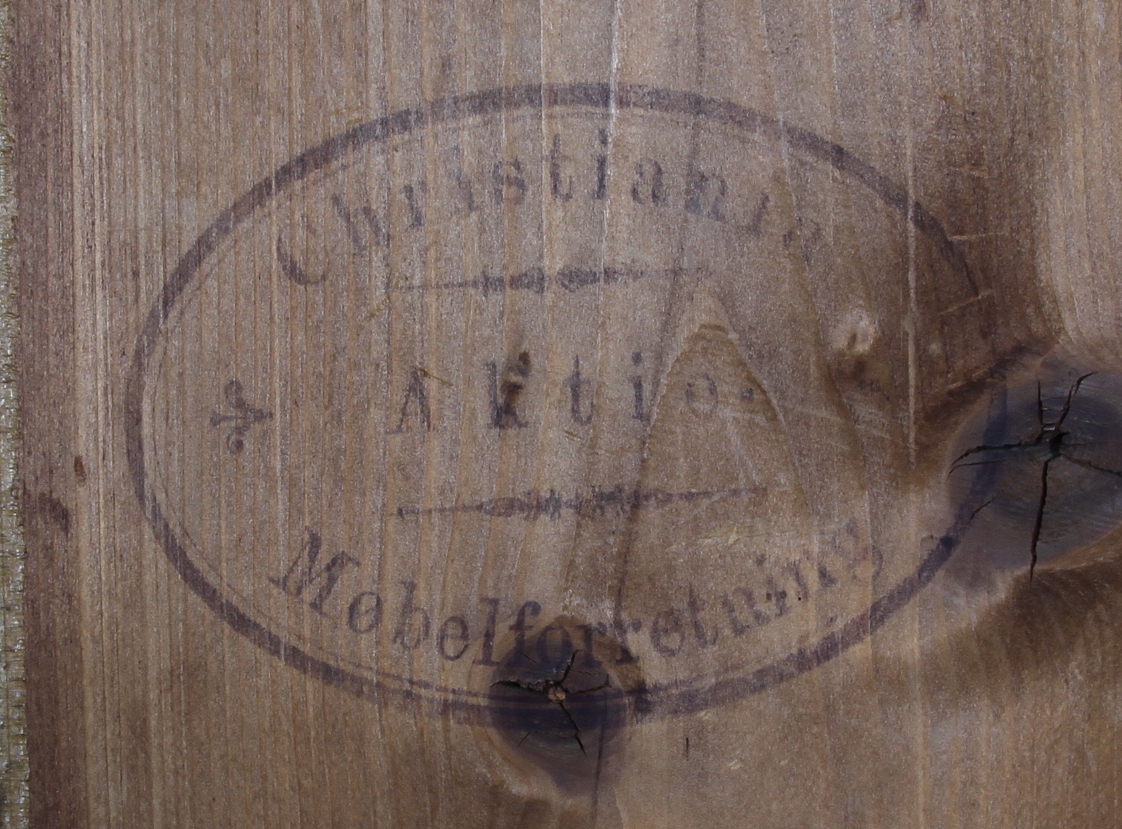 Christiania
Aktie-
Møbelforretning